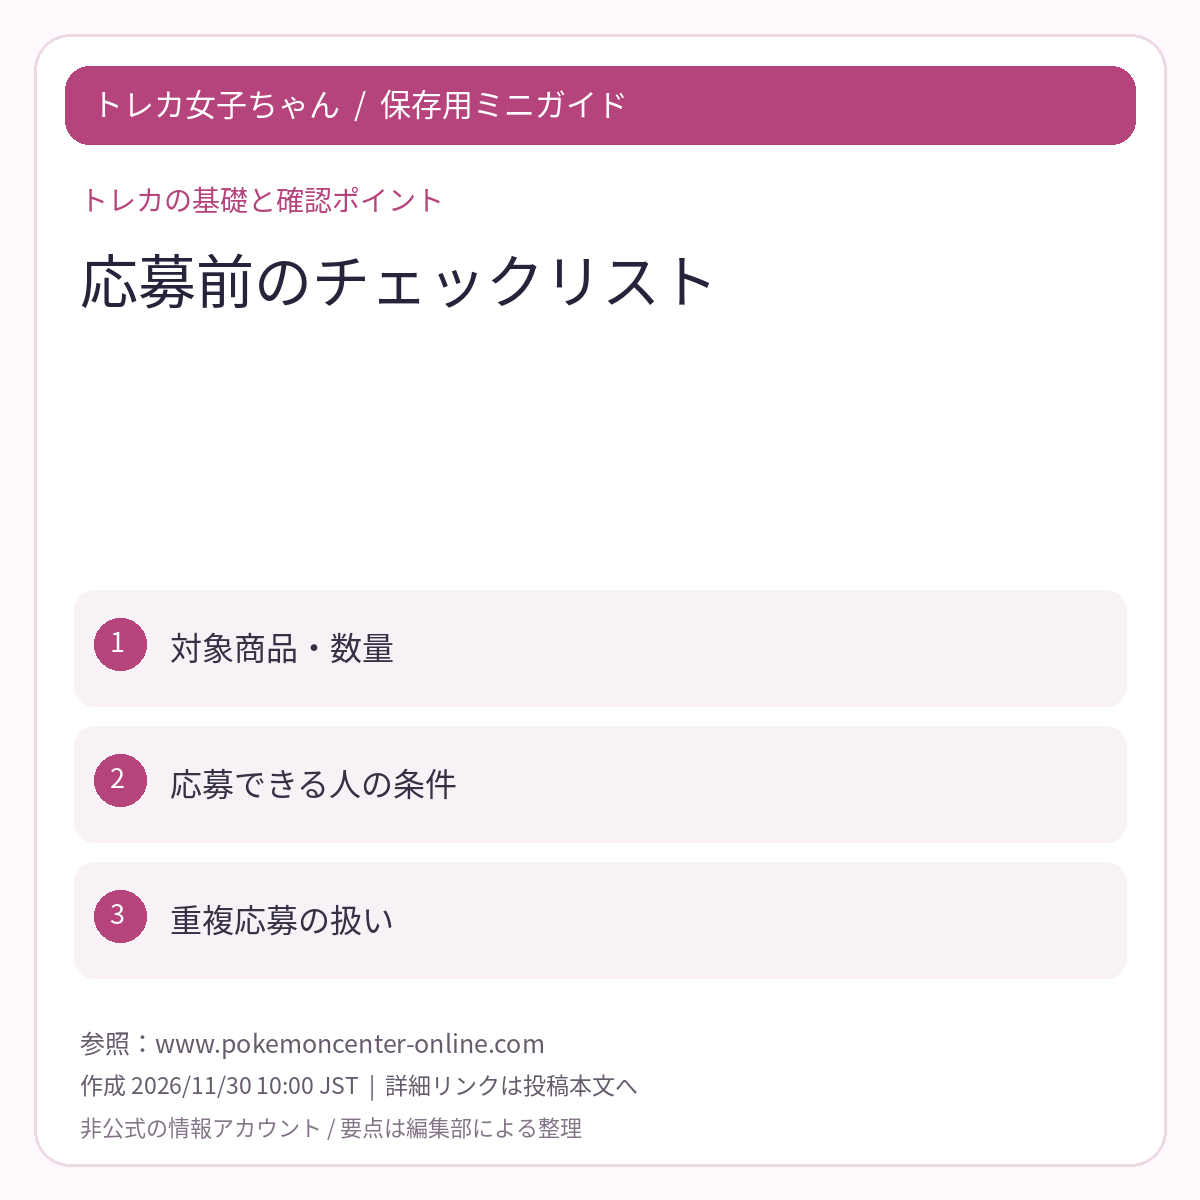 トレカ女子ちゃん / 保存用ミニガイド
トレカの基礎と確認ポイント
応募前のチェックリスト
1 対象商品・数量
2 応募できる人の条件
3 重複応募の扱い
参照：www.pokemoncenter-online.com
作成 2026/11/30 10:00 JST｜詳細リンクは投稿本文へ
非公式の情報アカウント / 要点は編集部による整理